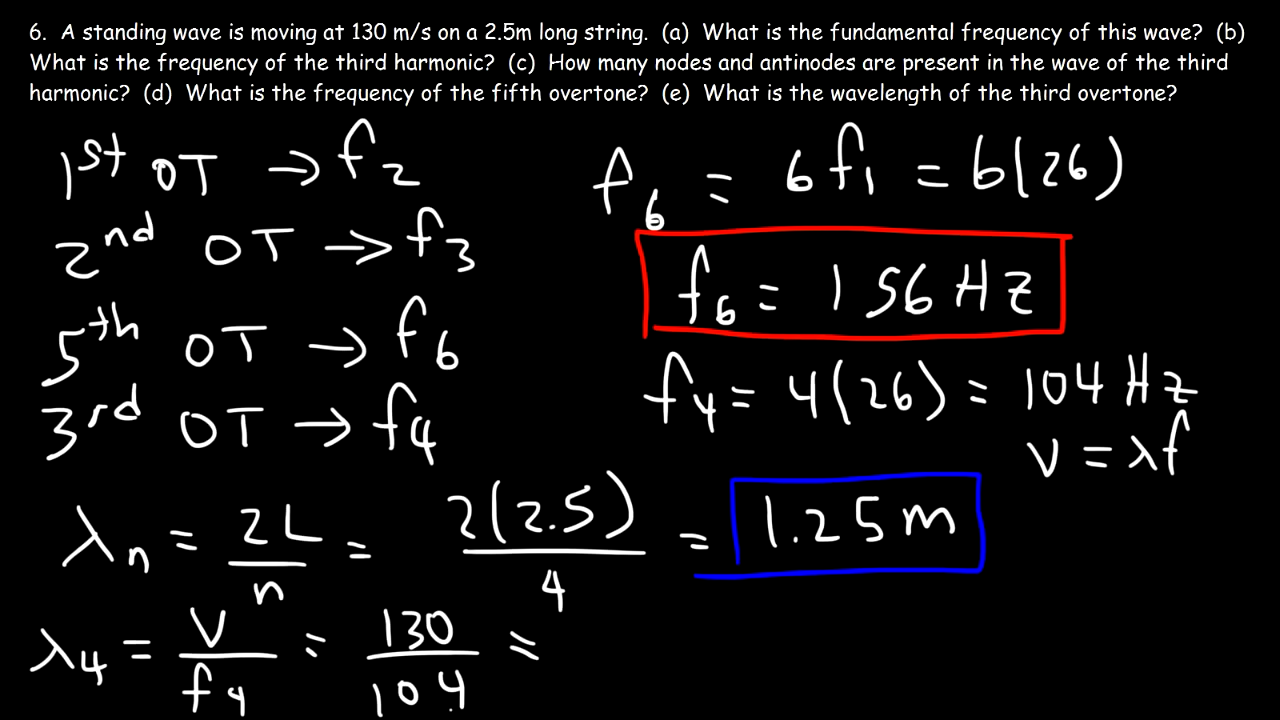 6. A standing wave is moving at 130 m/s on a 2.5m long string. (a) What is the fundamental frequency of this wave? (b)
What is the frequency of the third harmonic? (c) How many nodes and antinodes are present in the wave of the third
harmonic? (d) What is the frequency of the fifth overtone? (e) What is the wavelength of the third overtone?
1st OT → f₂
2nd OT → f₃
5th OT → f₆
3rd OT → f₄
f₆ = 6f₁ = 6(26)
f₆ = 156 Hz
f₄ = 4(26) = 104 Hz
v = λf
λₙ = 2L/n = 2(2.5)/4 = 1.25 m
λ₄ = v/f₄ = 130/104 =